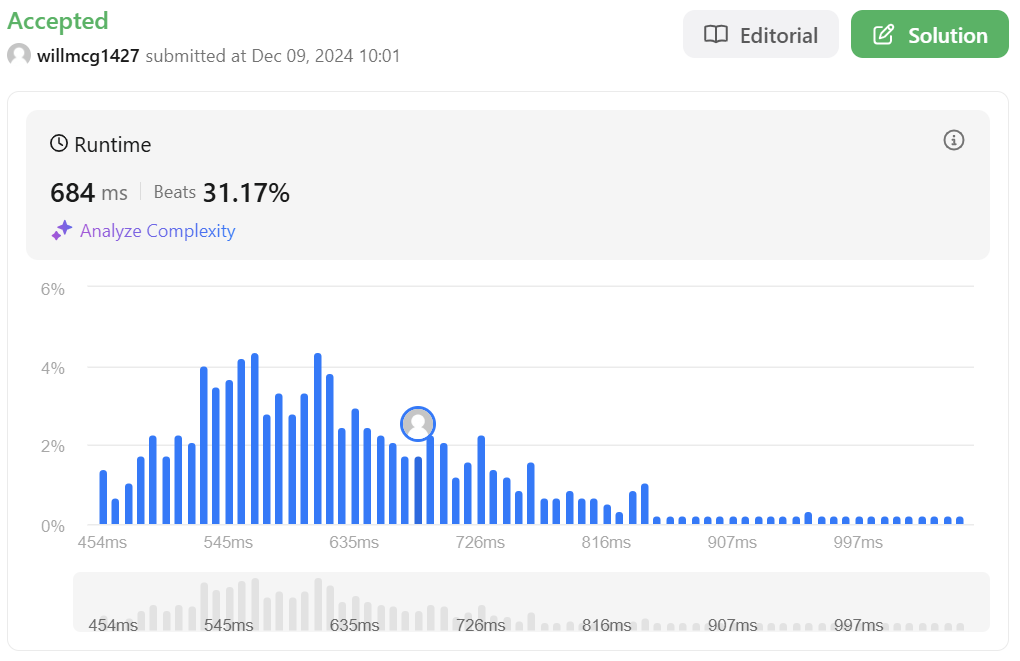 Accepted
willmcg1427 submitted at Dec 09, 2024 10:01
Editorial
Solution
Runtime
684 ms Beats 31.17%
Analyze Complexity
6%
4%
2%
0%
454ms 545ms 635ms 726ms 816ms 907ms 997ms
454ms 545ms 635ms 726ms 816ms 907ms 997ms